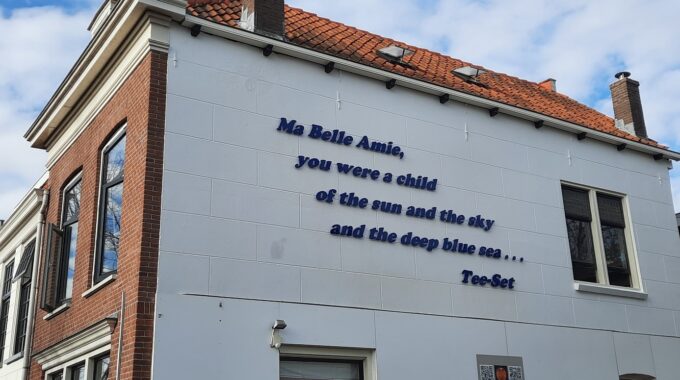 Ma Belle Amie,
you were a child
of the sun and the sky
and the deep blue sea . . .
Tee-Set